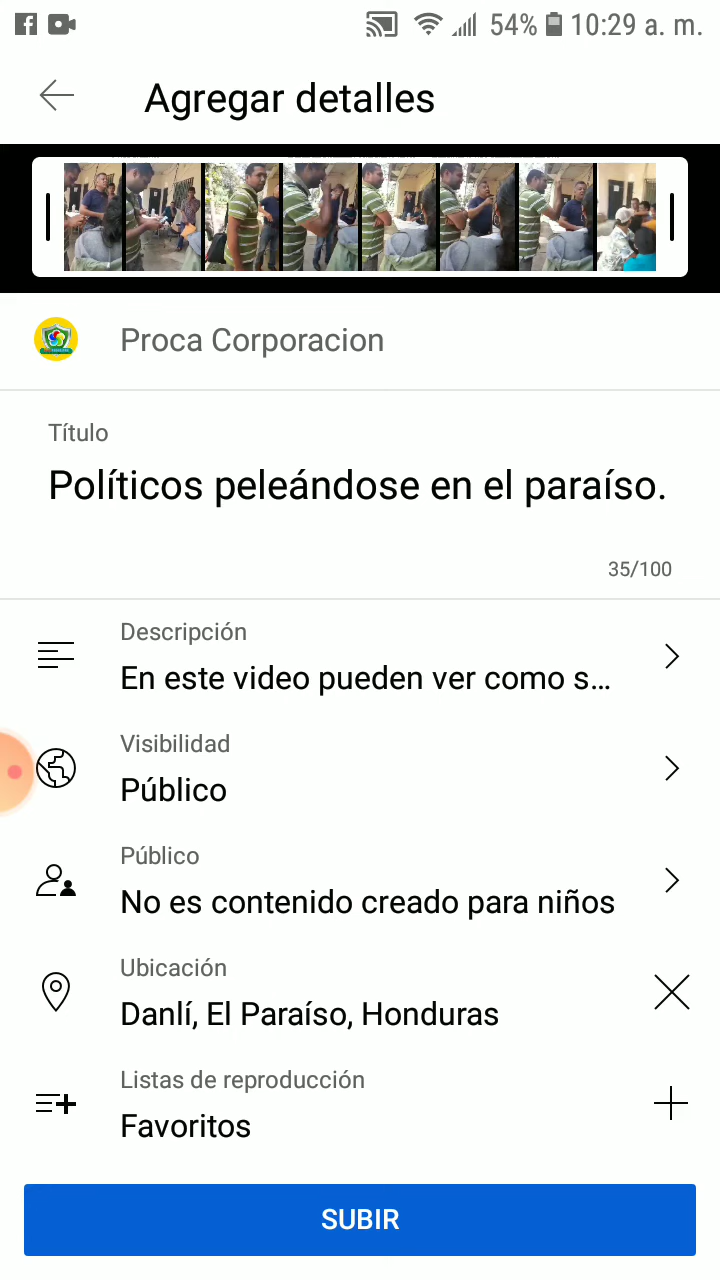 54% 10:29 a. m.
Agregar detalles
Proca Corporacion
Título
Políticos peleándose en el paraíso.
35/100
Descripción
En este video pueden ver como s...
Visibilidad
Público
Público
No es contenido creado para niños
Ubicación
Danlí, El Paraíso, Honduras
Listas de reproducción
Favoritos
SUBIR